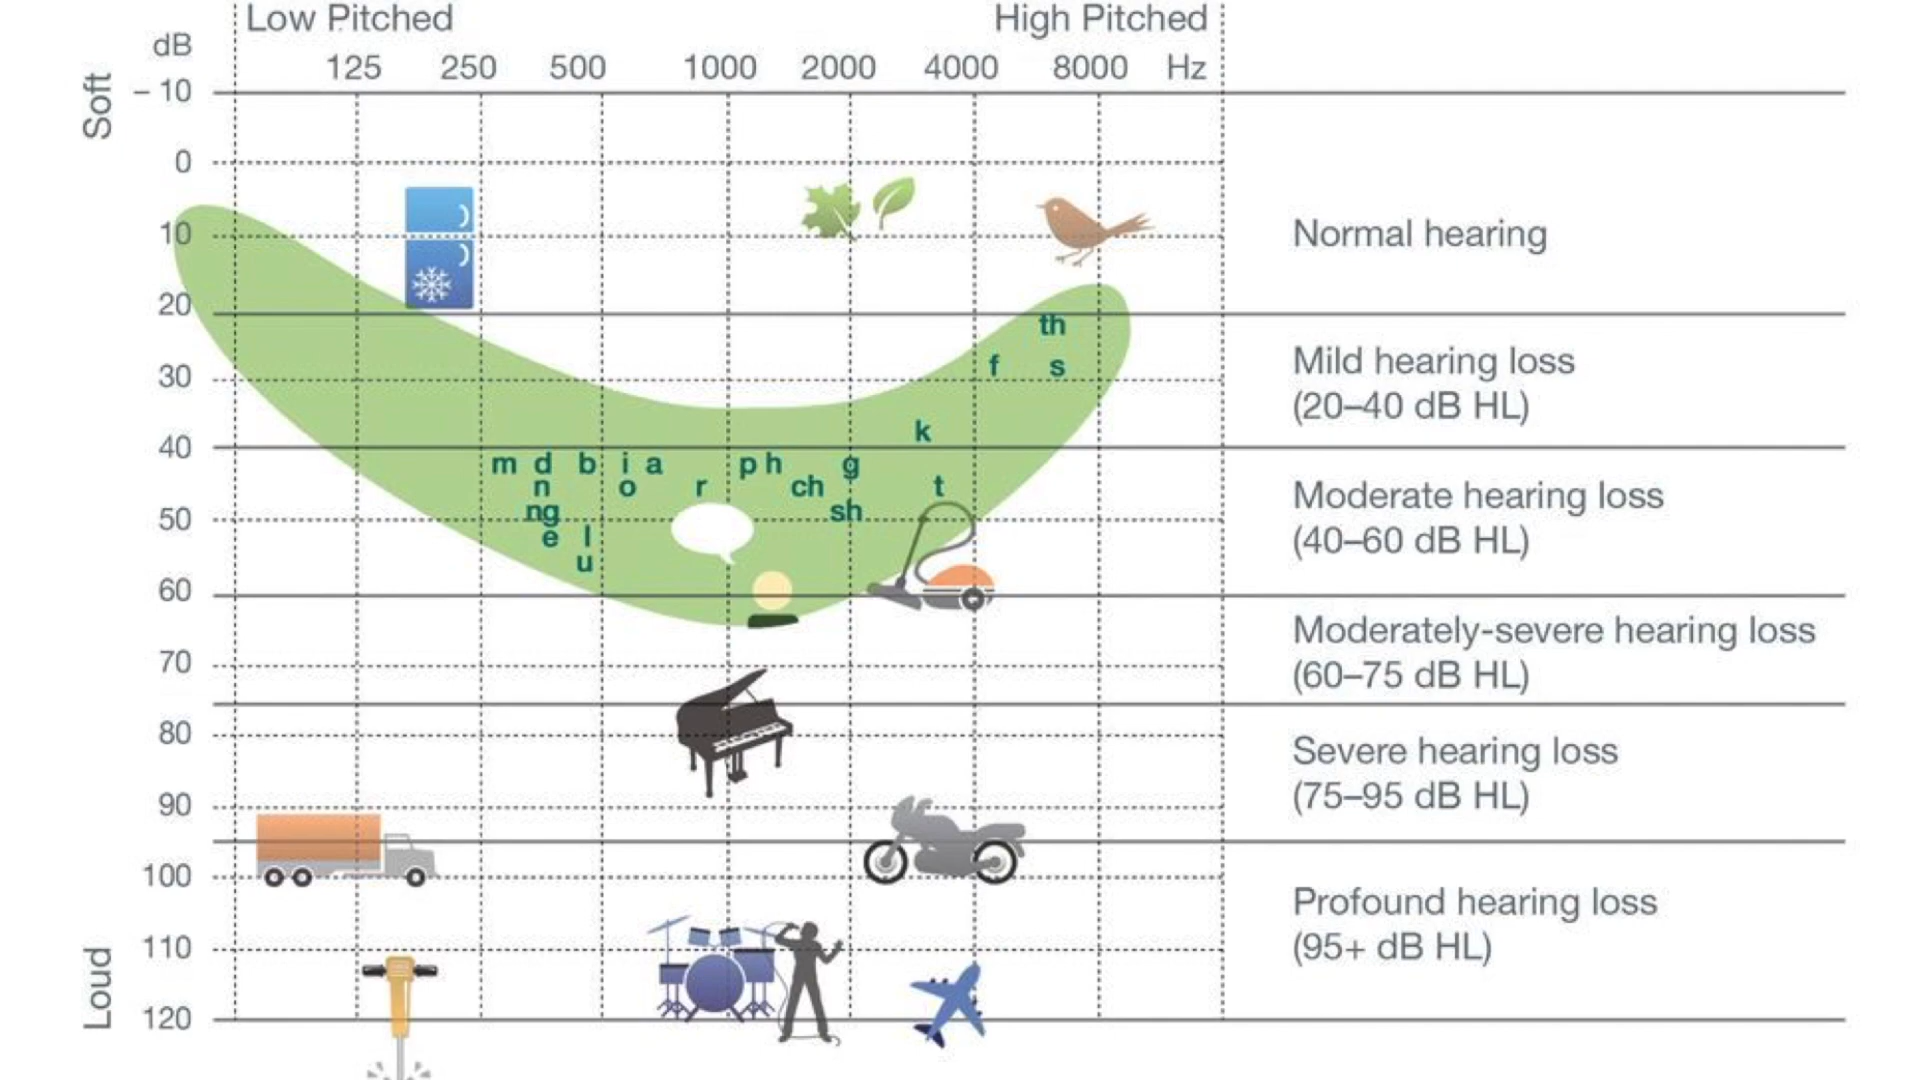 Low Pitched High Pitched
dB 125 250 500 1000 2000 4000 8000 Hz
Soft
– 10
0
10
Normal hearing
20
th
f s
Mild hearing loss
30
(20–40 dB HL)
k
40
m d b i a p h g
n o r ch t
Moderate hearing loss
ng sh
50
e l
(40–60 dB HL)
u
60
Moderately-severe hearing loss
70
(60–75 dB HL)
80
Severe hearing loss
(75–95 dB HL)
90
100
Profound hearing loss
110
(95+ dB HL)
Loud
120